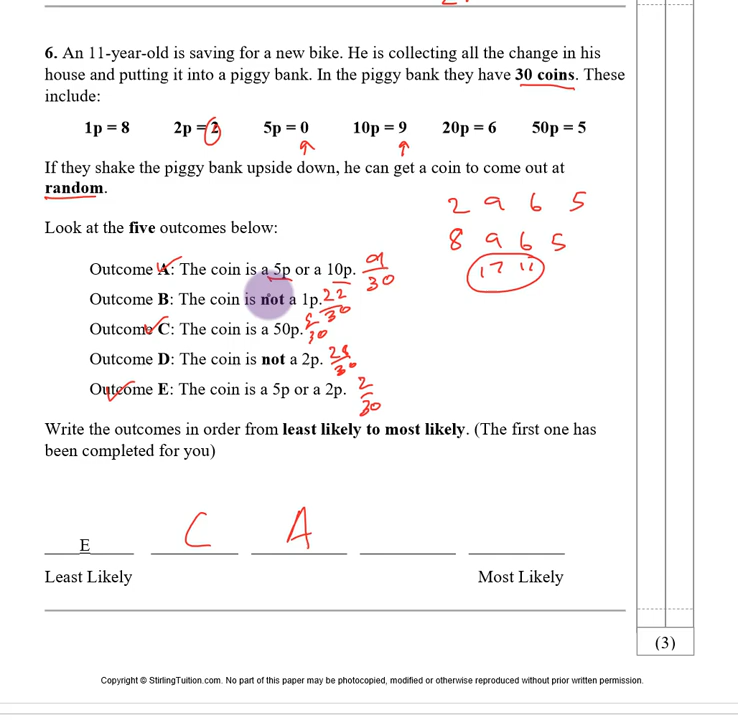 6. An 11-year-old is saving for a new bike. He is collecting all the change in his
house and putting it into a piggy bank. In the piggy bank they have 30 coins. These
include:
1p = 8 2p = 2 5p = 0 10p = 9 20p = 6 50p = 5
If they shake the piggy bank upside down, he can get a coin to come out at
random.
2 9 6 5
Look at the five outcomes below:
8 9 6 5
Outcome A: The coin is a 5p or a 10p. 9/30
17 11
Outcome B: The coin is not a 1p. 22/30
Outcome C: The coin is a 50p. 5/30
Outcome D: The coin is not a 2p. 28/30
Outcome E: The coin is a 5p or a 2p. 2/30
Write the outcomes in order from least likely to most likely. (The first one has
been completed for you)
E C A
Least Likely Most Likely
(3)
Copyright © StirlingTuition.com. No part of this paper may be photocopied, modified or otherwise reproduced without prior written permission.